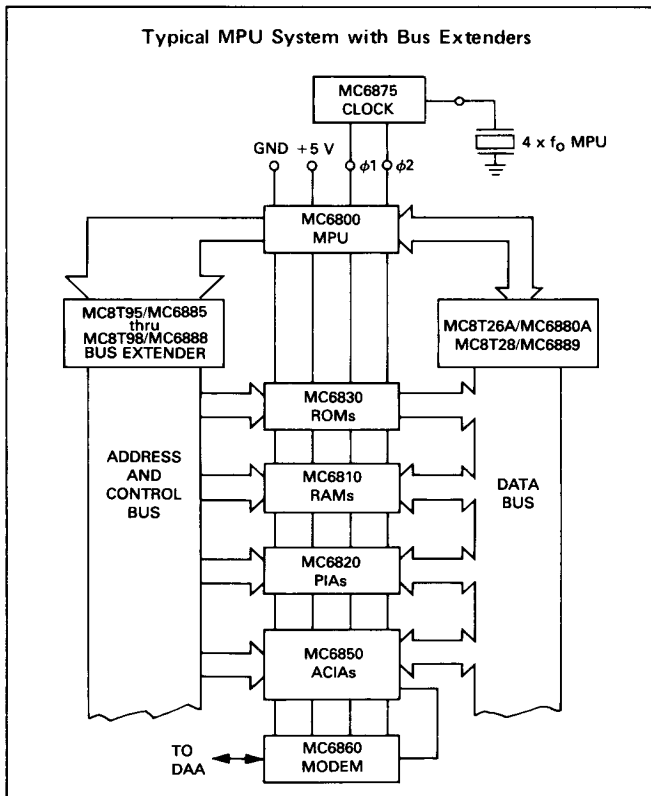 Typical MPU System with Bus Extenders
MC6875
CLOCK
4 x fo MPU
GND +5 V
ϕ1 ϕ2
MC6800
MPU
MC8T95/MC6885
thru
MC8T98/MC6888
BUS EXTENDER
MC8T26A/MC6880A
MC8T28/MC6889
MC6830
ROMs
ADDRESS
AND
CONTROL
BUS
MC6810
RAMs
DATA
BUS
MC6820
PIAs
MC6850
ACIAs
TO
DAA
MC6860
MODEM